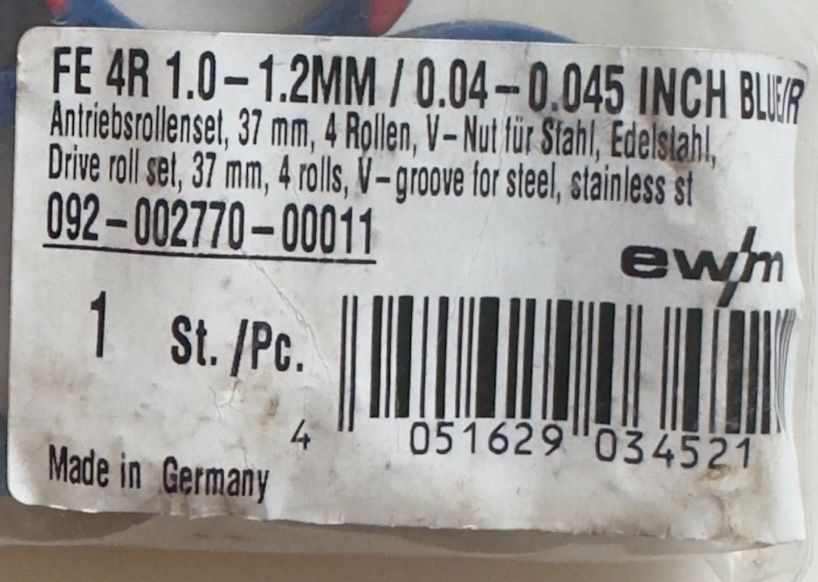 FE 4R 1.0-1.2MM / 0.04-0.045 INCH BLUE/R
Antriebsrollenset, 37 mm, 4 Rollen, V-Nut für Stahl, Edelstahl,
Drive roll set, 37 mm, 4 rolls, V-groove for steel, stainless st
092-002770-00011
ewm
1 St./Pc.
4 051629 034521
Made in Germany